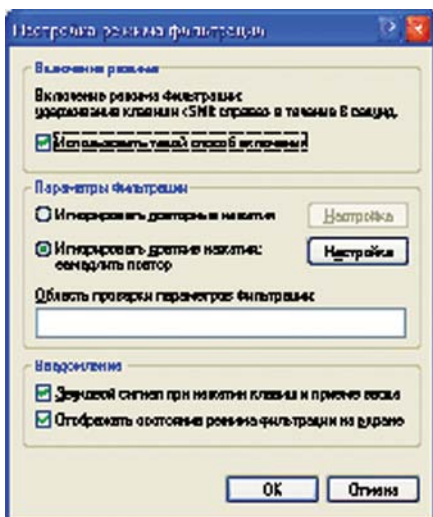 Настройка режима фильтрации
Включение режима
Включение режима фильтрации:
удерживание клавиши <SHIFT справа> в течение 8 секунд.
Использовать такой способ включения
Параметры фильтрации
Игнорировать повторные нажатия
Настройка
Игнорировать краткие нажатия;
замедлить повтор
Настройка
Область проверки параметров фильтрации:
Уведомление
Звуковой сигнал при нажатии клавиш и приеме ввода
Отображать состояние режима фильтрации на экране
OK
Отмена